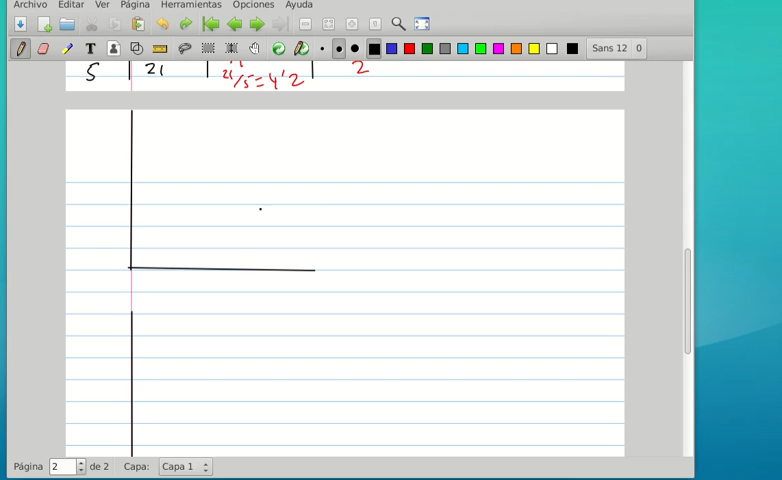 Archivo Editar Ver Página Herramientas Opciones Ayuda
T Sans 12 0
5 21 21/5=4'2 2
Página 2 de 2 Capa: Capa 1